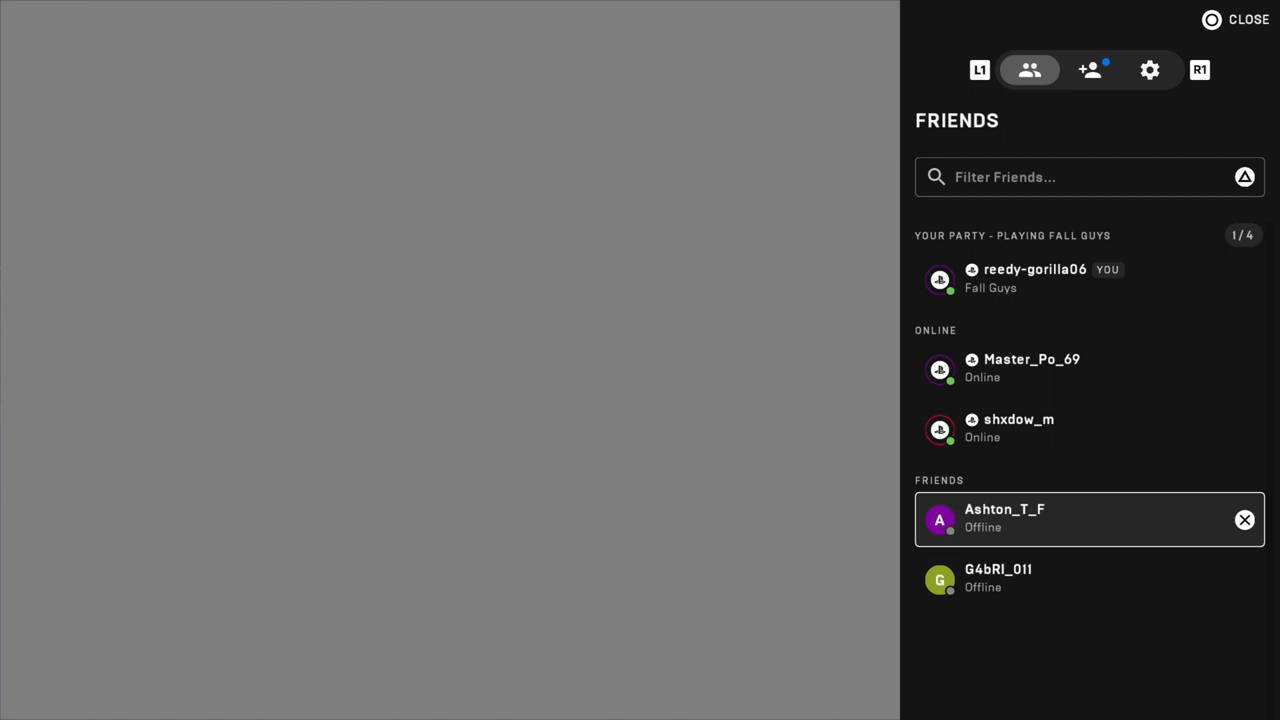 CLOSE
L1
R1
FRIENDS
Filter Friends...
YOUR PARTY - PLAYING FALL GUYS 1/4
reedy-gorilla06 YOU
Fall Guys
ONLINE
Master_Po_69
Online
shxdow_m
Online
FRIENDS
A
Ashton_T_F
Offline
G
G4bRI_011
Offline